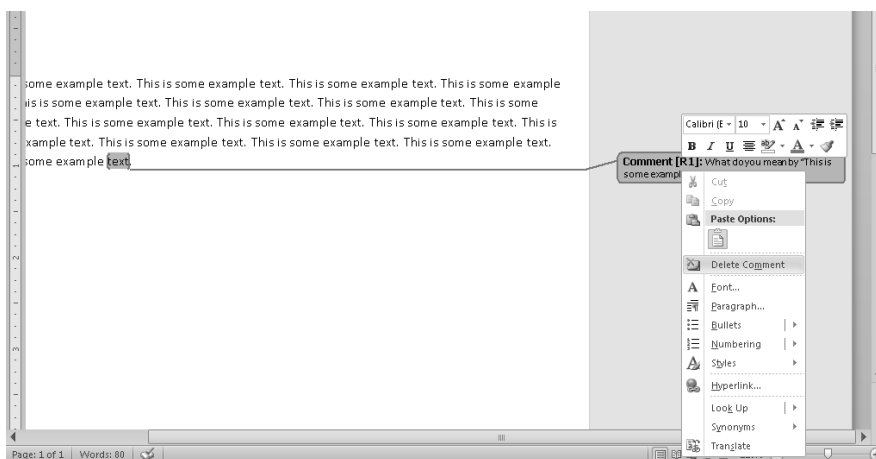 some example text. This is some example text. This is some example text. This is some example
is is some example text. This is some example text. This is some example text. This is some
e text. This is some example text. This is some example text. This is some example text. This is
xample text. This is some example text. This is some example text. This is some example text.
some example text.
Calibri (E 10 A A
B I U A
Comment [R1]: What do you mean by "This is
some exampl
Cut
Copy
Paste Options:
Delete Comment
Font...
Paragraph...
Bullets
Numbering
Styles
Hyperlink...
Look Up
Synonyms
Translate
Page: 1 of 1 Words: 80